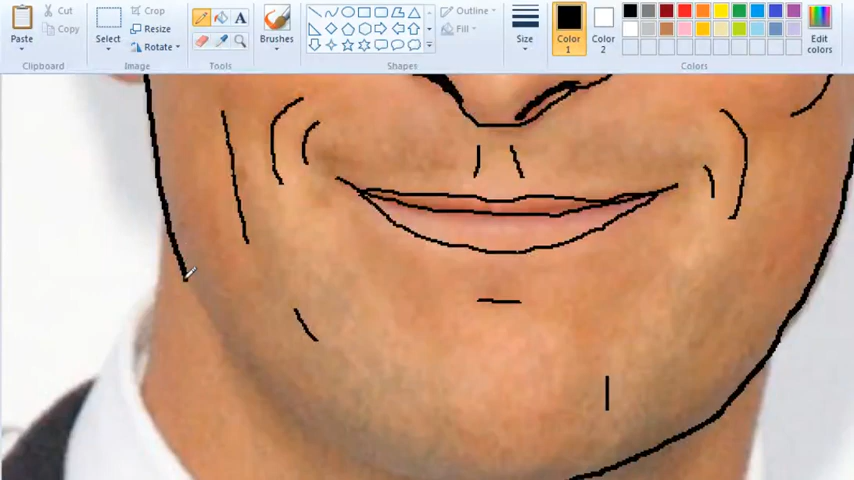 Paste
Cut
Copy
Clipboard
Select
Crop
Resize
Rotate
Image
A
Tools
Brushes
Outline
Fill
Shapes
Size
Color
1
Color
2
Edit
colors
Colors